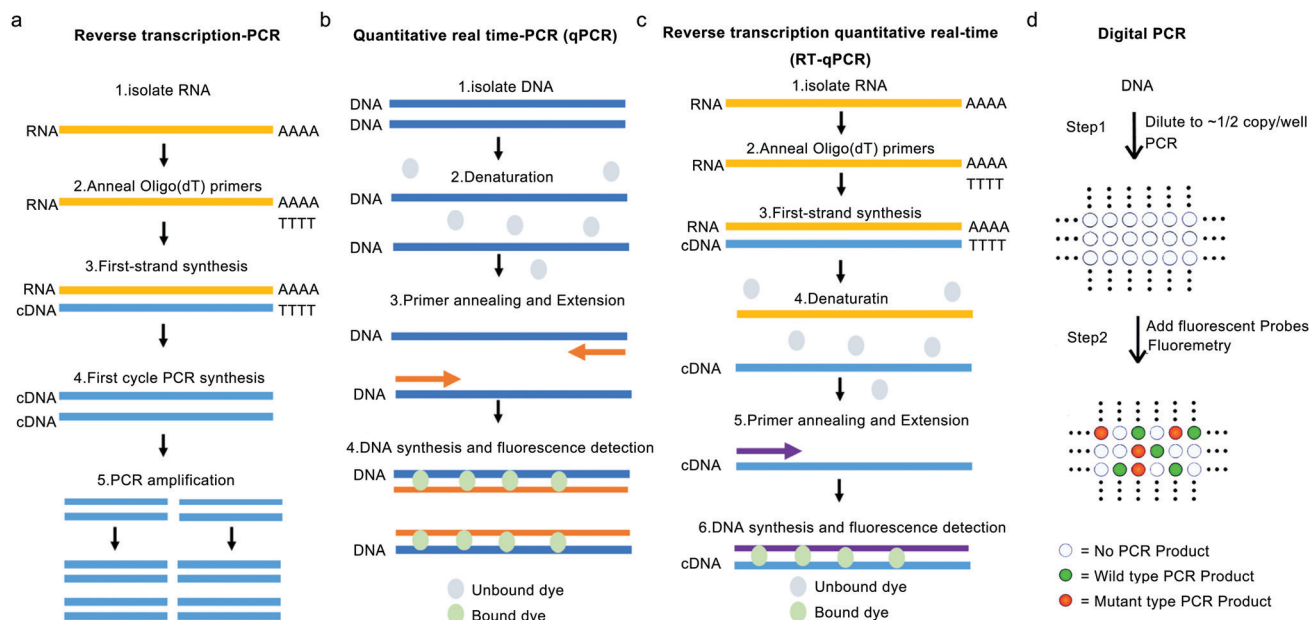 a
Reverse transcription-PCR
1.isolate RNA
RNA
AAAA
2.Anneal Oligo(dT) primers
RNA
AAAA
TTTT
3.First-strand synthesis
RNA
AAAA
cDNA
TTTT
4.First cycle PCR synthesis
cDNA
cDNA
5.PCR amplification
b
Quantitative real time-PCR (qPCR)
1.isolate DNA
DNA
DNA
2.Denaturation
DNA
DNA
3.Primer annealing and Extension
DNA
DNA
4.DNA synthesis and fluorescence detection
DNA
DNA
Unbound dye
Bound dye
c
Reverse transcription quantitative real-time
(RT-qPCR)
1.isolate RNA
RNA
AAAA
2.Anneal Oligo(dT) primers
RNA
AAAA
TTTT
3.First-strand synthesis
RNA
AAAA
cDNA
TTTT
4.Denaturatin
cDNA
5.Primer annealing and Extension
cDNA
6.DNA synthesis and fluorescence detection
cDNA
Unbound dye
Bound dye
d
Digital PCR
DNA
Step1
Dilute to ~1/2 copy/well
PCR
Step2
Add fluorescent Probes
Fluoremetry
= No PCR Product
= Wild type PCR Product
= Mutant type PCR Product